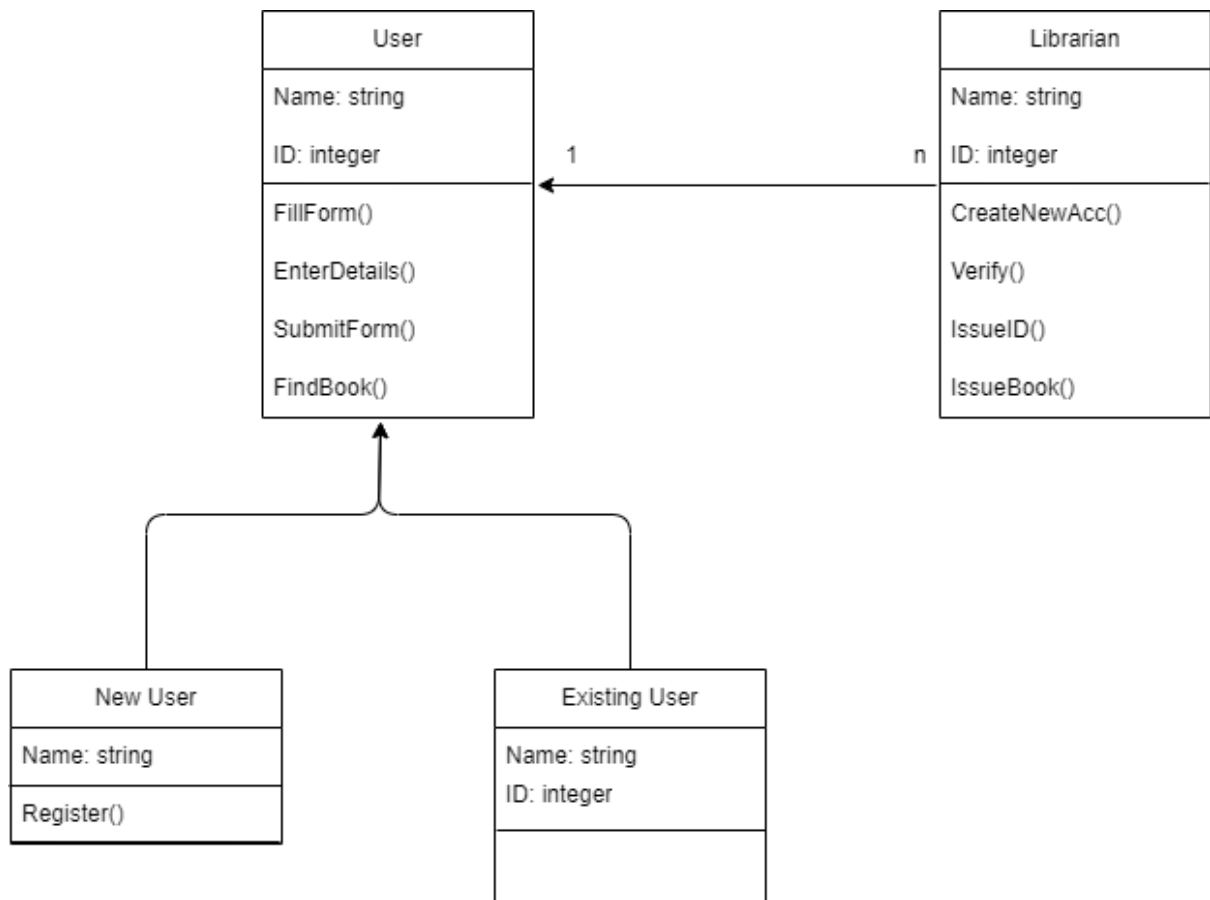 User
Name: string
ID: integer
FillForm()
EnterDetails()
SubmitForm()
FindBook()
1
n
Librarian
Name: string
ID: integer
CreateNewAcc()
Verify()
IssueID()
IssueBook()
New User
Name: string
Register()
Existing User
Name: string
ID: integer